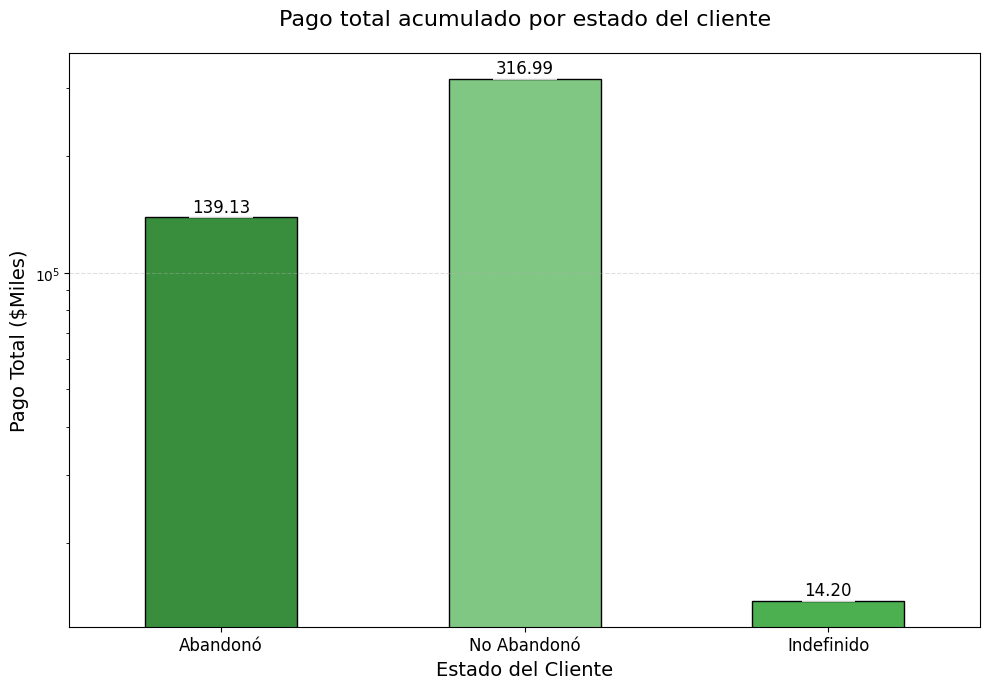 Pago total acumulado por estado del cliente
316.99
139.13
10⁵
14.20
Pago Total ($Miles)
Abandonó
No Abandonó
Indefinido
Estado del Cliente